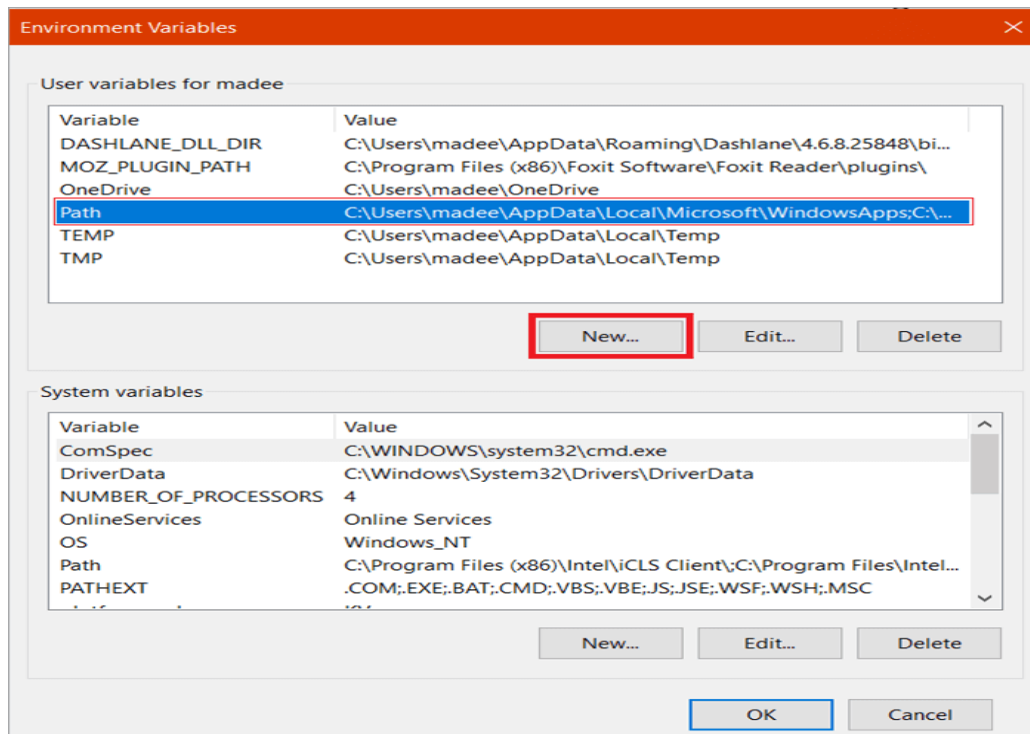 Environment Variables
User variables for madee
Variable Value
DASHLANE_DLL_DIR C:\Users\madee\AppData\Roaming\Dashlane\4.6.8.25848\bi...
MOZ_PLUGIN_PATH C:\Program Files (x86)\Foxit Software\Foxit Reader\plugins\
OneDrive C:\Users\madee\OneDrive
Path C:\Users\madee\AppData\Local\Microsoft\WindowsApps;C:\...
TEMP C:\Users\madee\AppData\Local\Temp
TMP C:\Users\madee\AppData\Local\Temp
New... Edit... Delete
System variables
Variable Value
ComSpec C:\WINDOWS\system32\cmd.exe
DriverData C:\Windows\System32\Drivers\DriverData
NUMBER_OF_PROCESSORS 4
OnlineServices Online Services
OS Windows_NT
Path C:\Program Files (x86)\Intel\iCLS Client\;C:\Program Files\Intel...
PATHEXT .COM;.EXE;.BAT;.CMD;.VBS;.VBE;.JS;.JSE;.WSF;.WSH;.MSC
New... Edit... Delete
OK Cancel